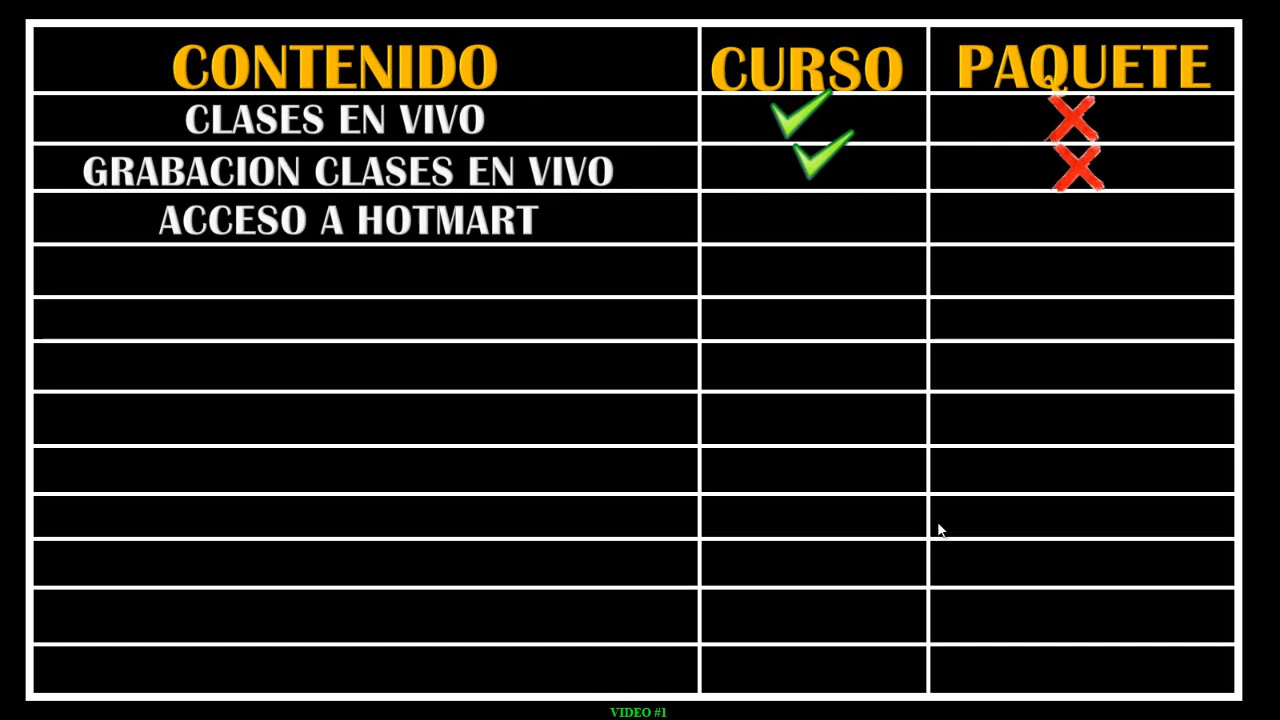 CONTENIDO CURSO PAQUETE
CLASES EN VIVO
GRABACION CLASES EN VIVO
ACCESO A HOTMART
VIDEO #1